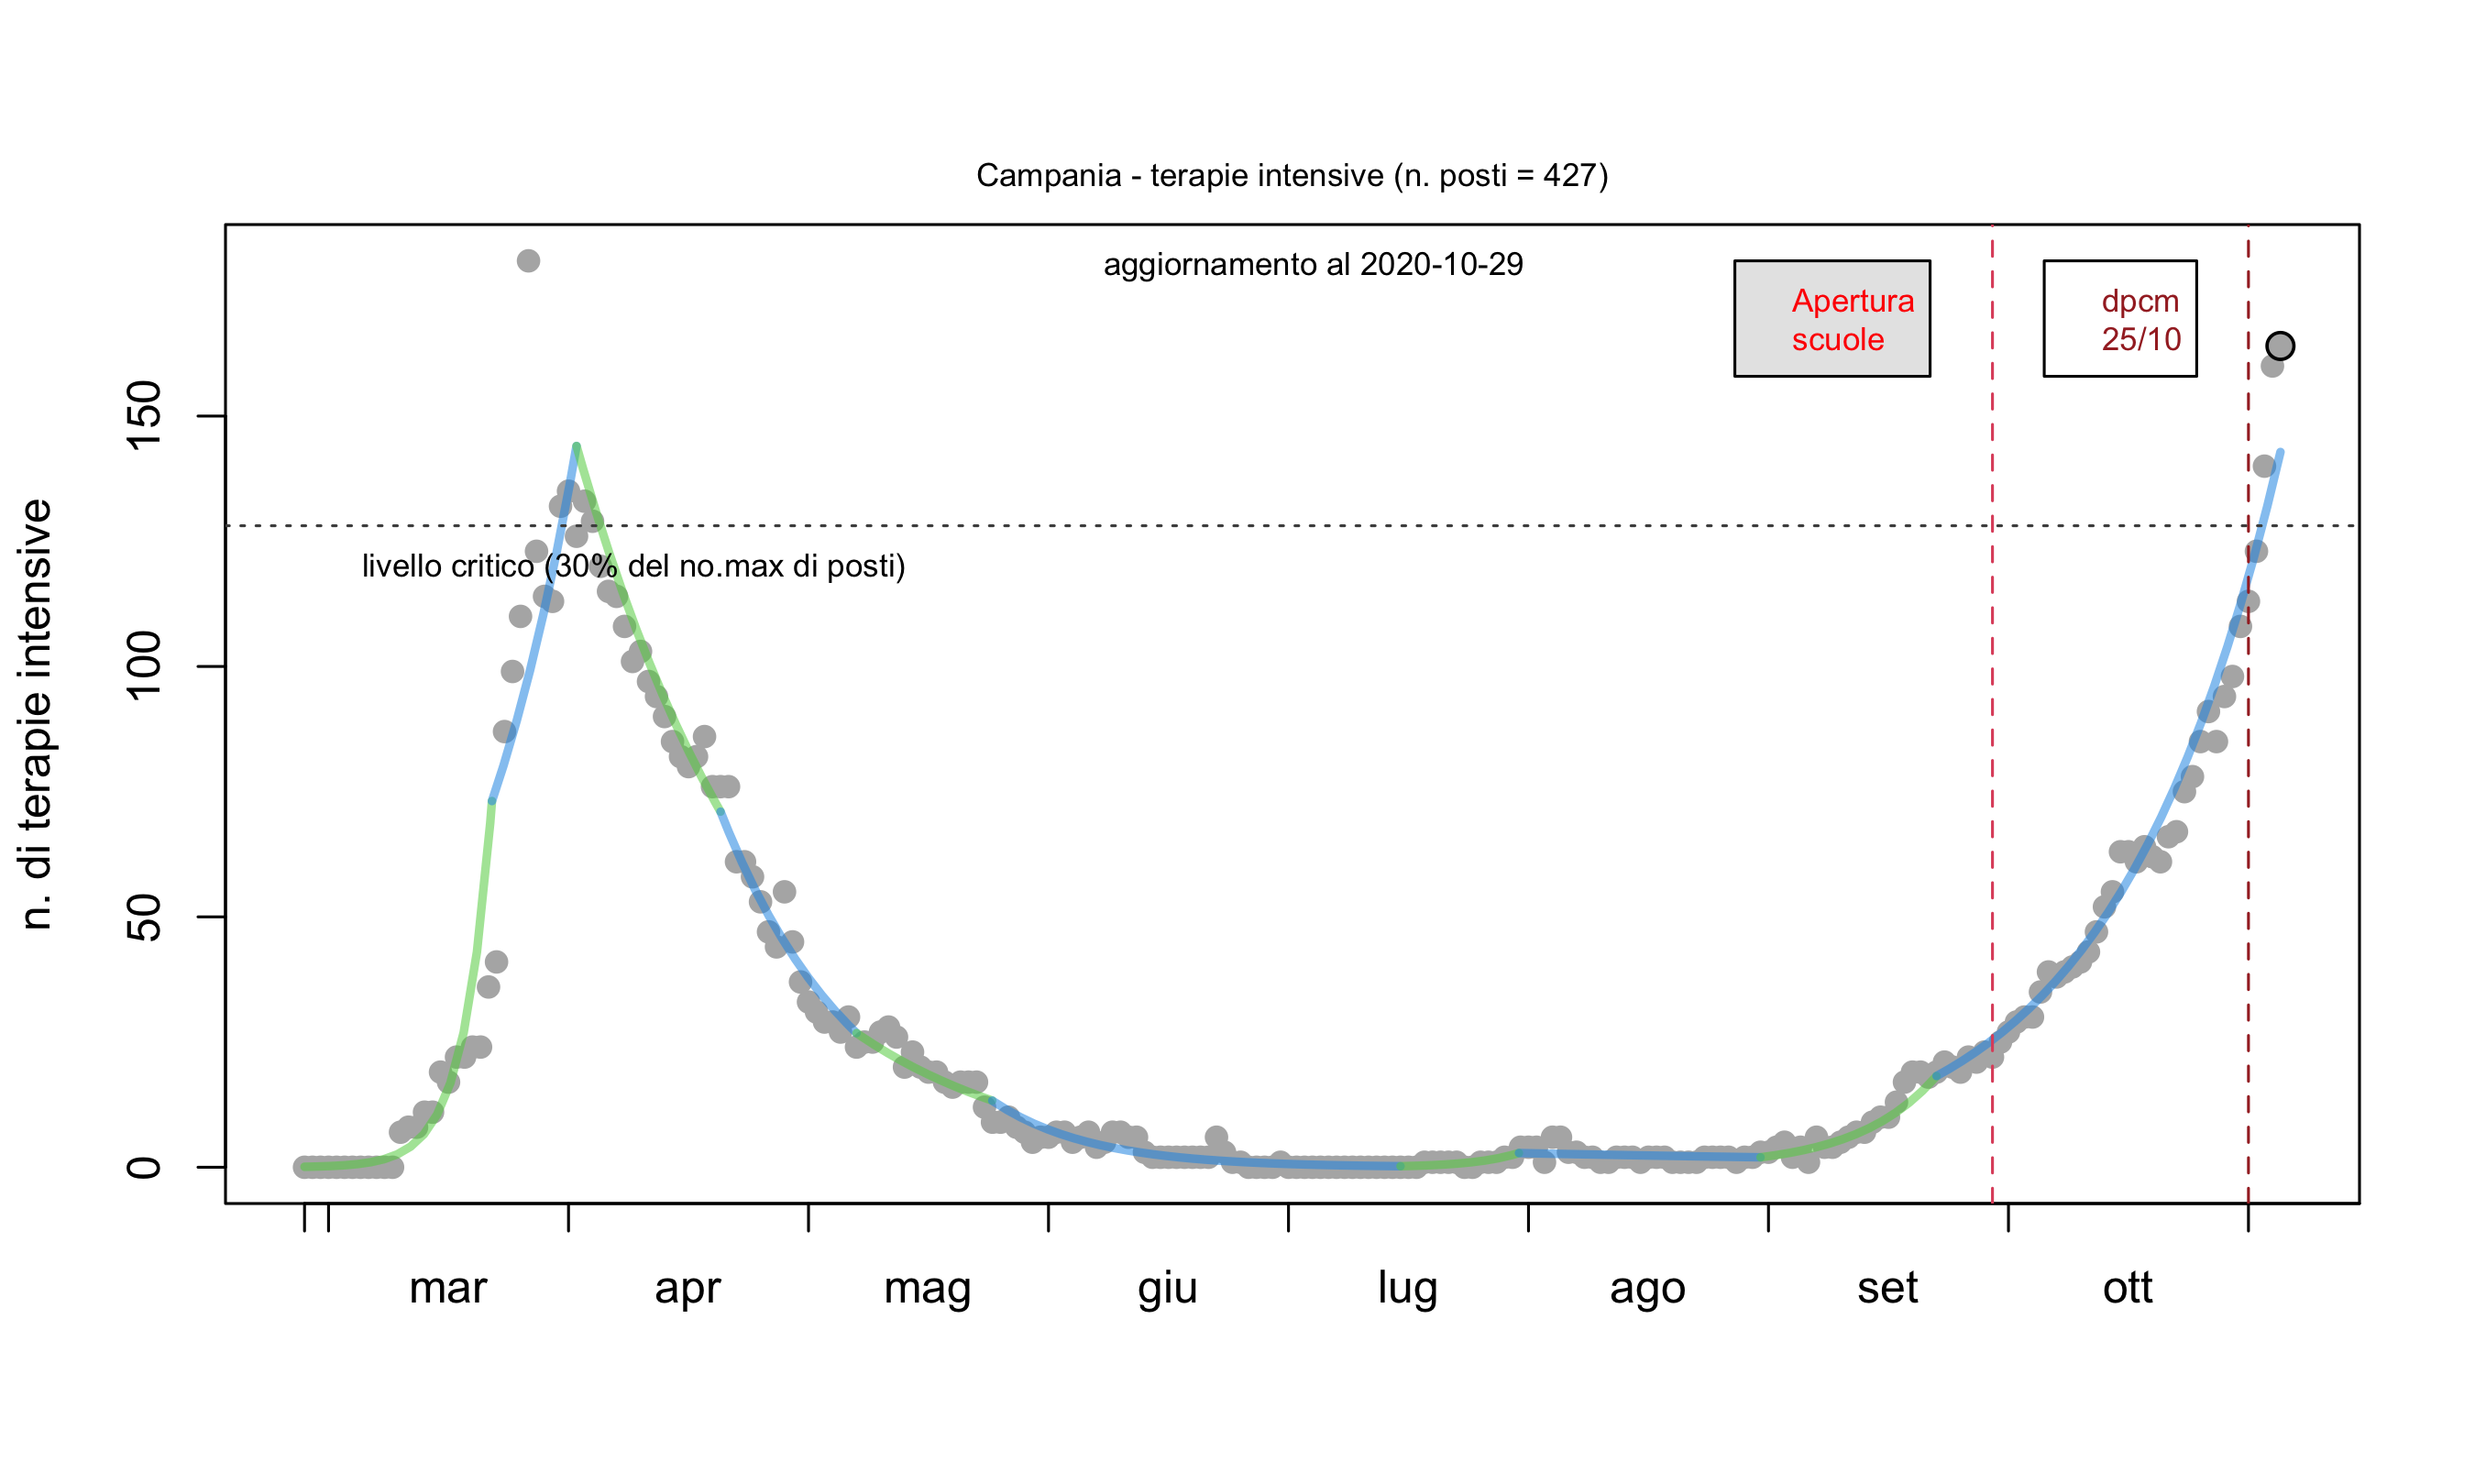 Campania - terapie intensive (n. posti = 427)
aggiornamento al 2020-10-29
Apertura
scuole
dpcm
25/10
livello critico (30% del no.max di posti)
n. di terapie intensive
150
100
50
0
mar apr mag giu lug ago set ott